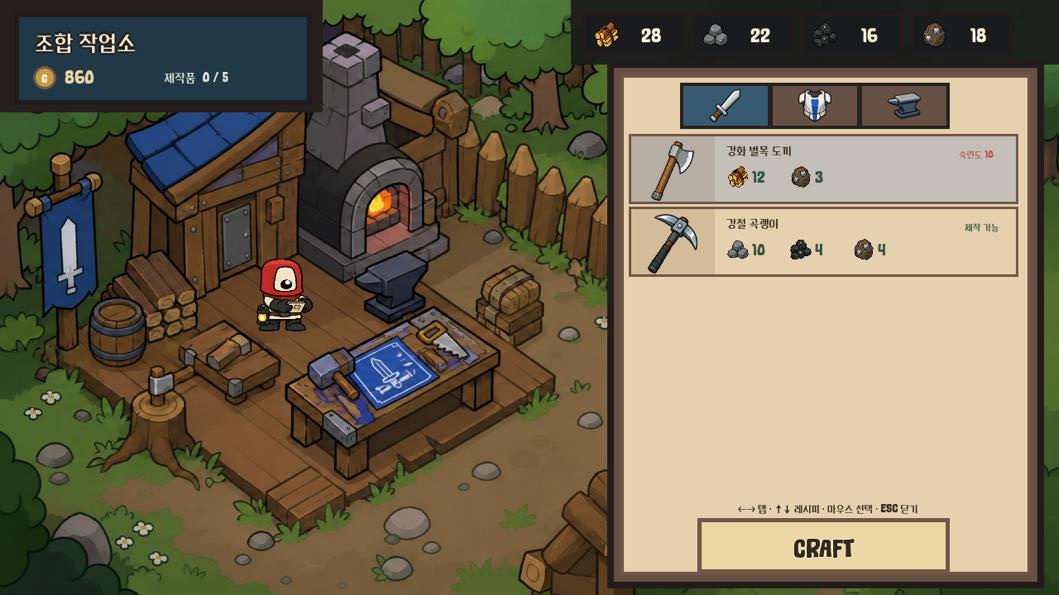 조합 작업소
G 860 제작품 0 / 5
28 22 16 18
강화 벌목 도끼
숙련도 10
12 3
강철 곡괭이
제작 가능
10 4 4
←→ 탭 · ↑↓ 레시피 · 마우스 선택 · ESC 닫기
CRAFT